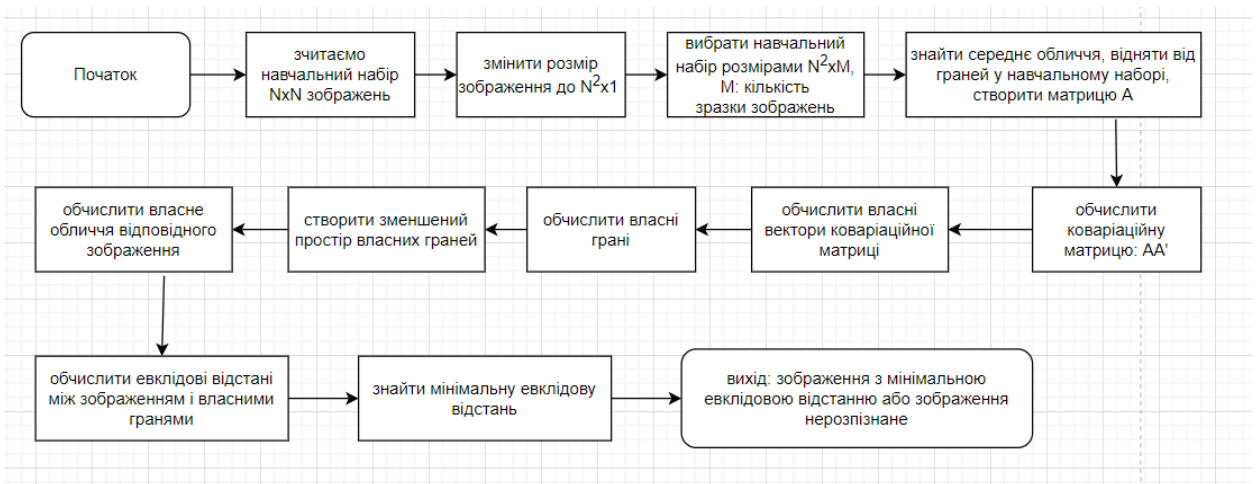 Початок
зчитаємо
навчальний набір
NxN зображень
змінити розмір
зображення до N²x1
вибрати навчальний
набір розмірами N²xM,
М: кількість
зразки зображень
знайти середнє обличчя, відняти від
граней у навчальному наборі,
створити матрицю А
обчислити власне
обличчя відповідного
зображення
створити зменшений
простір власних граней
обчислити власні
грані
обчислити власні
вектори коваріаційної
матриці
обчислити
коваріаційну
матрицю: AA'
обчислити евклідові відстані
між зображенням і власними
гранями
знайти мінімальну евклідову
відстань
вихід: зображення з мінімальною
евклідовою відстанню або зображення
нерозпізнане